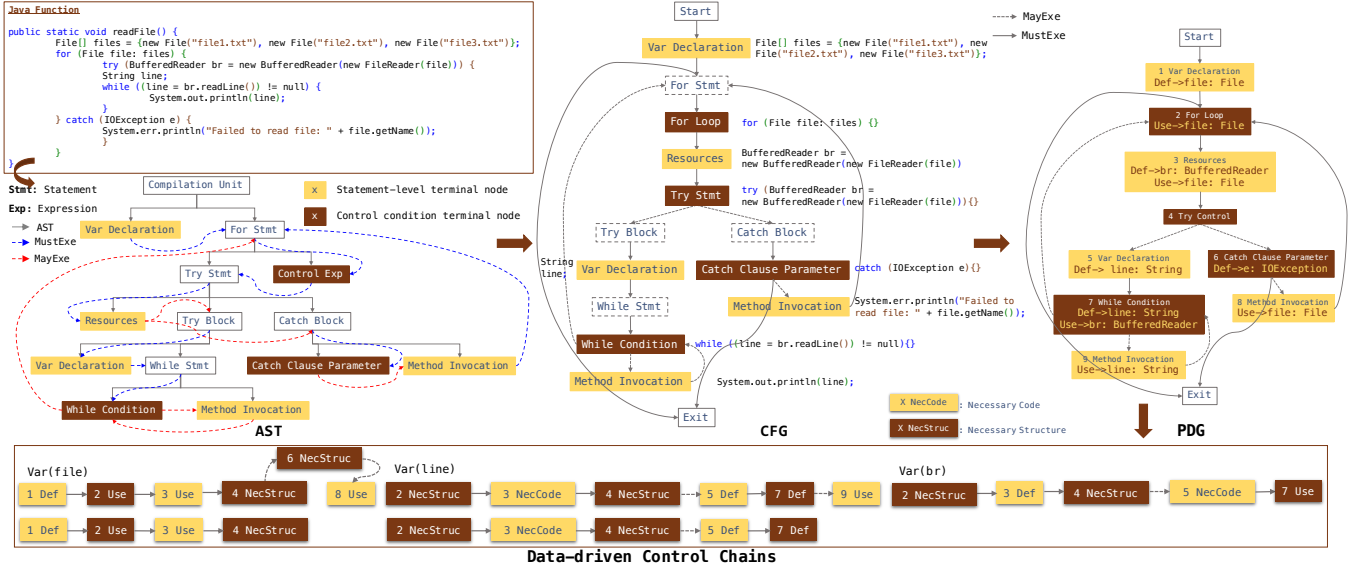 Java Function
public static void readFile() {
File[] files = {new File("file1.txt"), new File("file2.txt"), new File("file3.txt")};
for (File file: files) {
try (BufferedReader br = new BufferedReader(new FileReader(file))) {
String line;
while ((line = br.readLine()) != null) {
System.out.println(line);
}
} catch (IOException e) {
System.err.println("Failed to read file: " + file.getName());
}
}
}
Stmt: Statement
Exp: Expression
AST
MustExe
MayExe
Compilation Unit
x Statement-level terminal node
x Control condition terminal node
Var Declaration
For Stmt
Try Stmt
Control Exp
Resources
Try Block
Catch Block
Var Declaration
While Stmt
Catch Clause Parameter
Method Invocation
While Condition
Method Invocation
AST
Start
Var Declaration
File[] files = {new File("file1.txt"), new
File("file2.txt"), new File("file3.txt")};
For Stmt
For Loop
for (File file: files) {}
Resources
BufferedReader br =
new BufferedReader(new FileReader(file))
Try Stmt
try (BufferedReader br =
new BufferedReader(new FileReader(file))){}
Try Block
Catch Block
String
line;
Var Declaration
Catch Clause Parameter
catch (IOException e){}
While Stmt
Method Invocation
System.err.println("Failed to
read file: " + file.getName());
While Condition
while ((line = br.readLine()) != null){}
Method Invocation
System.out.println(line);
Exit
CFG
MayExe
MustExe
Start
1 Var Declaration
Def->file: File
2 For Loop
Use->file: File
3 Resources
Def->br: BufferedReader
Use->file: File
4 Try Control
5 Var Declaration
Def-> line: String
6 Catch Clause Parameter
Def->e: IOException
7 While Condition
Def->line: String
Use->br: BufferedReader
8 Method Invocation
Use->file: File
9 Method Invocation
Use->line: String
Exit
X NecCode : Necessary Code
X NecStruc : Necessary Structure
PDG
Var(file)
1 Def
2 Use
3 Use
4 NecStruc
6 NecStruc
8 Use
1 Def
2 Use
3 Use
4 NecStruc
Var(line)
2 NecStruc
3 NecCode
4 NecStruc
5 Def
7 Def
9 Use
2 NecStruc
3 NecCode
4 NecStruc
5 Def
7 Def
Var(br)
2 NecStruc
3 Def
4 NecStruc
5 NecCode
7 Use
Data-driven Control Chains